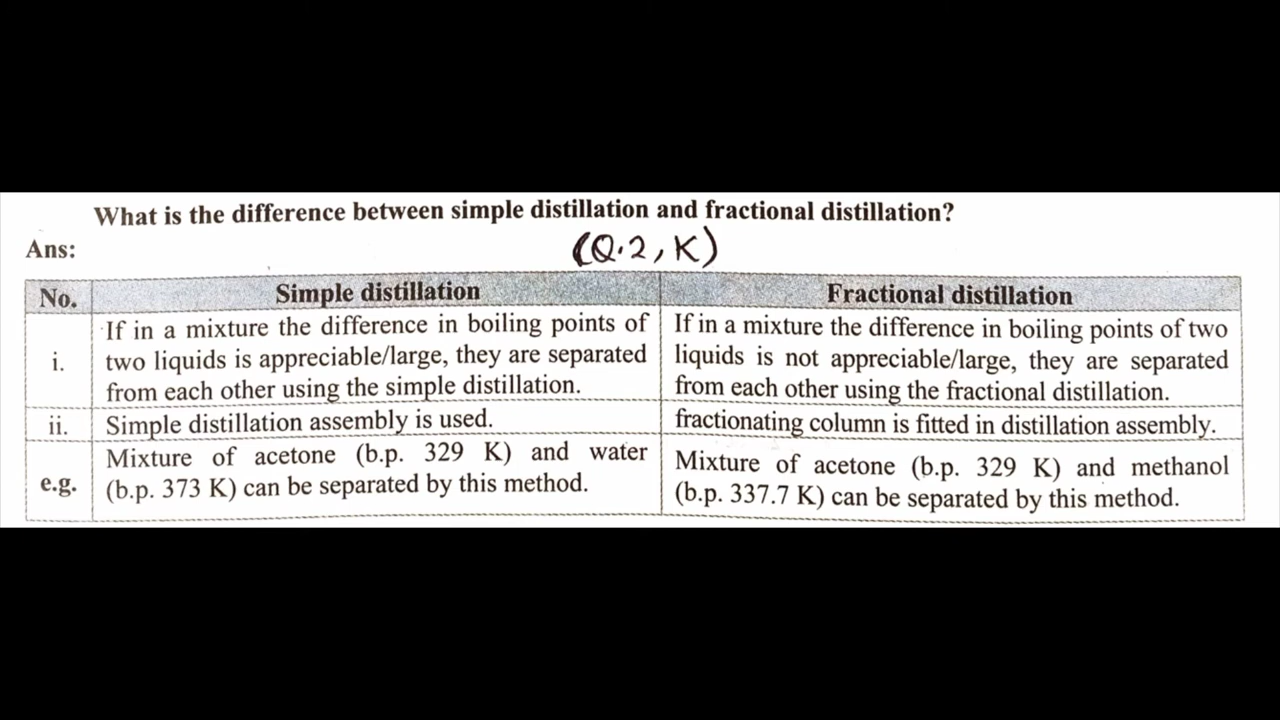 What is the difference between simple distillation and fractional distillation?
Ans:
(Q.2, K)
No.
Simple distillation
Fractional distillation
i.
If in a mixture the difference in boiling points of
two liquids is appreciable/large, they are separated
from each other using the simple distillation.
If in a mixture the difference in boiling points of two
liquids is not appreciable/large, they are separated
from each other using the fractional distillation.
ii.
Simple distillation assembly is used.
fractionating column is fitted in distillation assembly.
e.g.
Mixture of acetone (b.p. 329 K) and water
(b.p. 373 K) can be separated by this method.
Mixture of acetone (b.p. 329 K) and methanol
(b.p. 337.7 K) can be separated by this method.